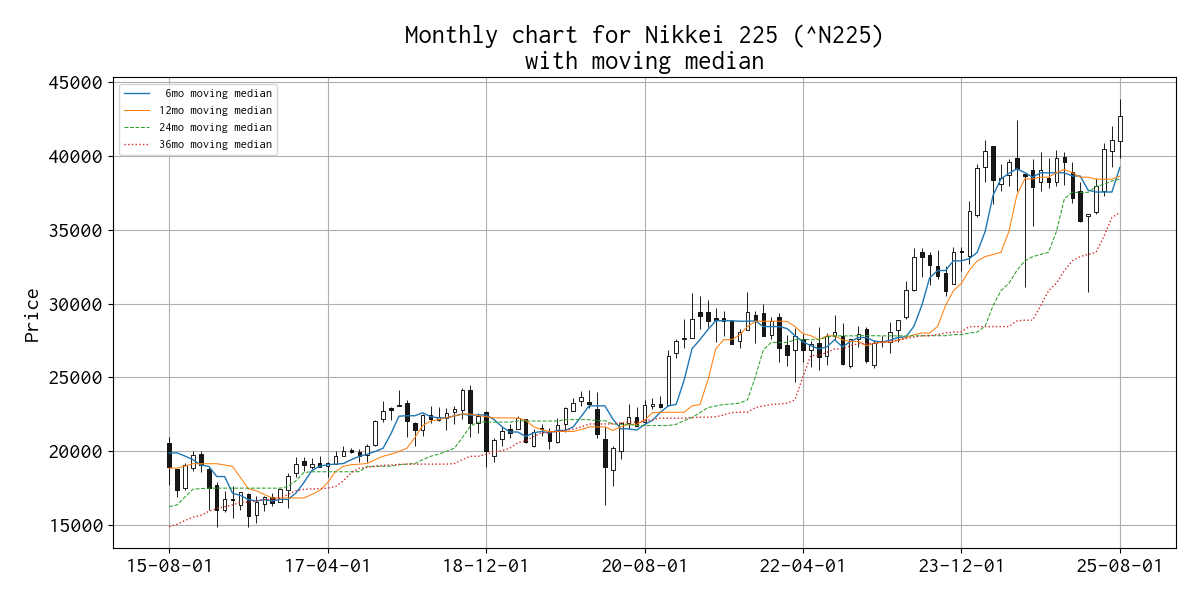 Monthly chart for Nikkei 225 (^N225)
with moving median
45000
40000
35000
30000
25000
20000
15000
Price
6mo moving median
12mo moving median
24mo moving median
36mo moving median
15-08-01 17-04-01 18-12-01 20-08-01 22-04-01 23-12-01 25-08-01